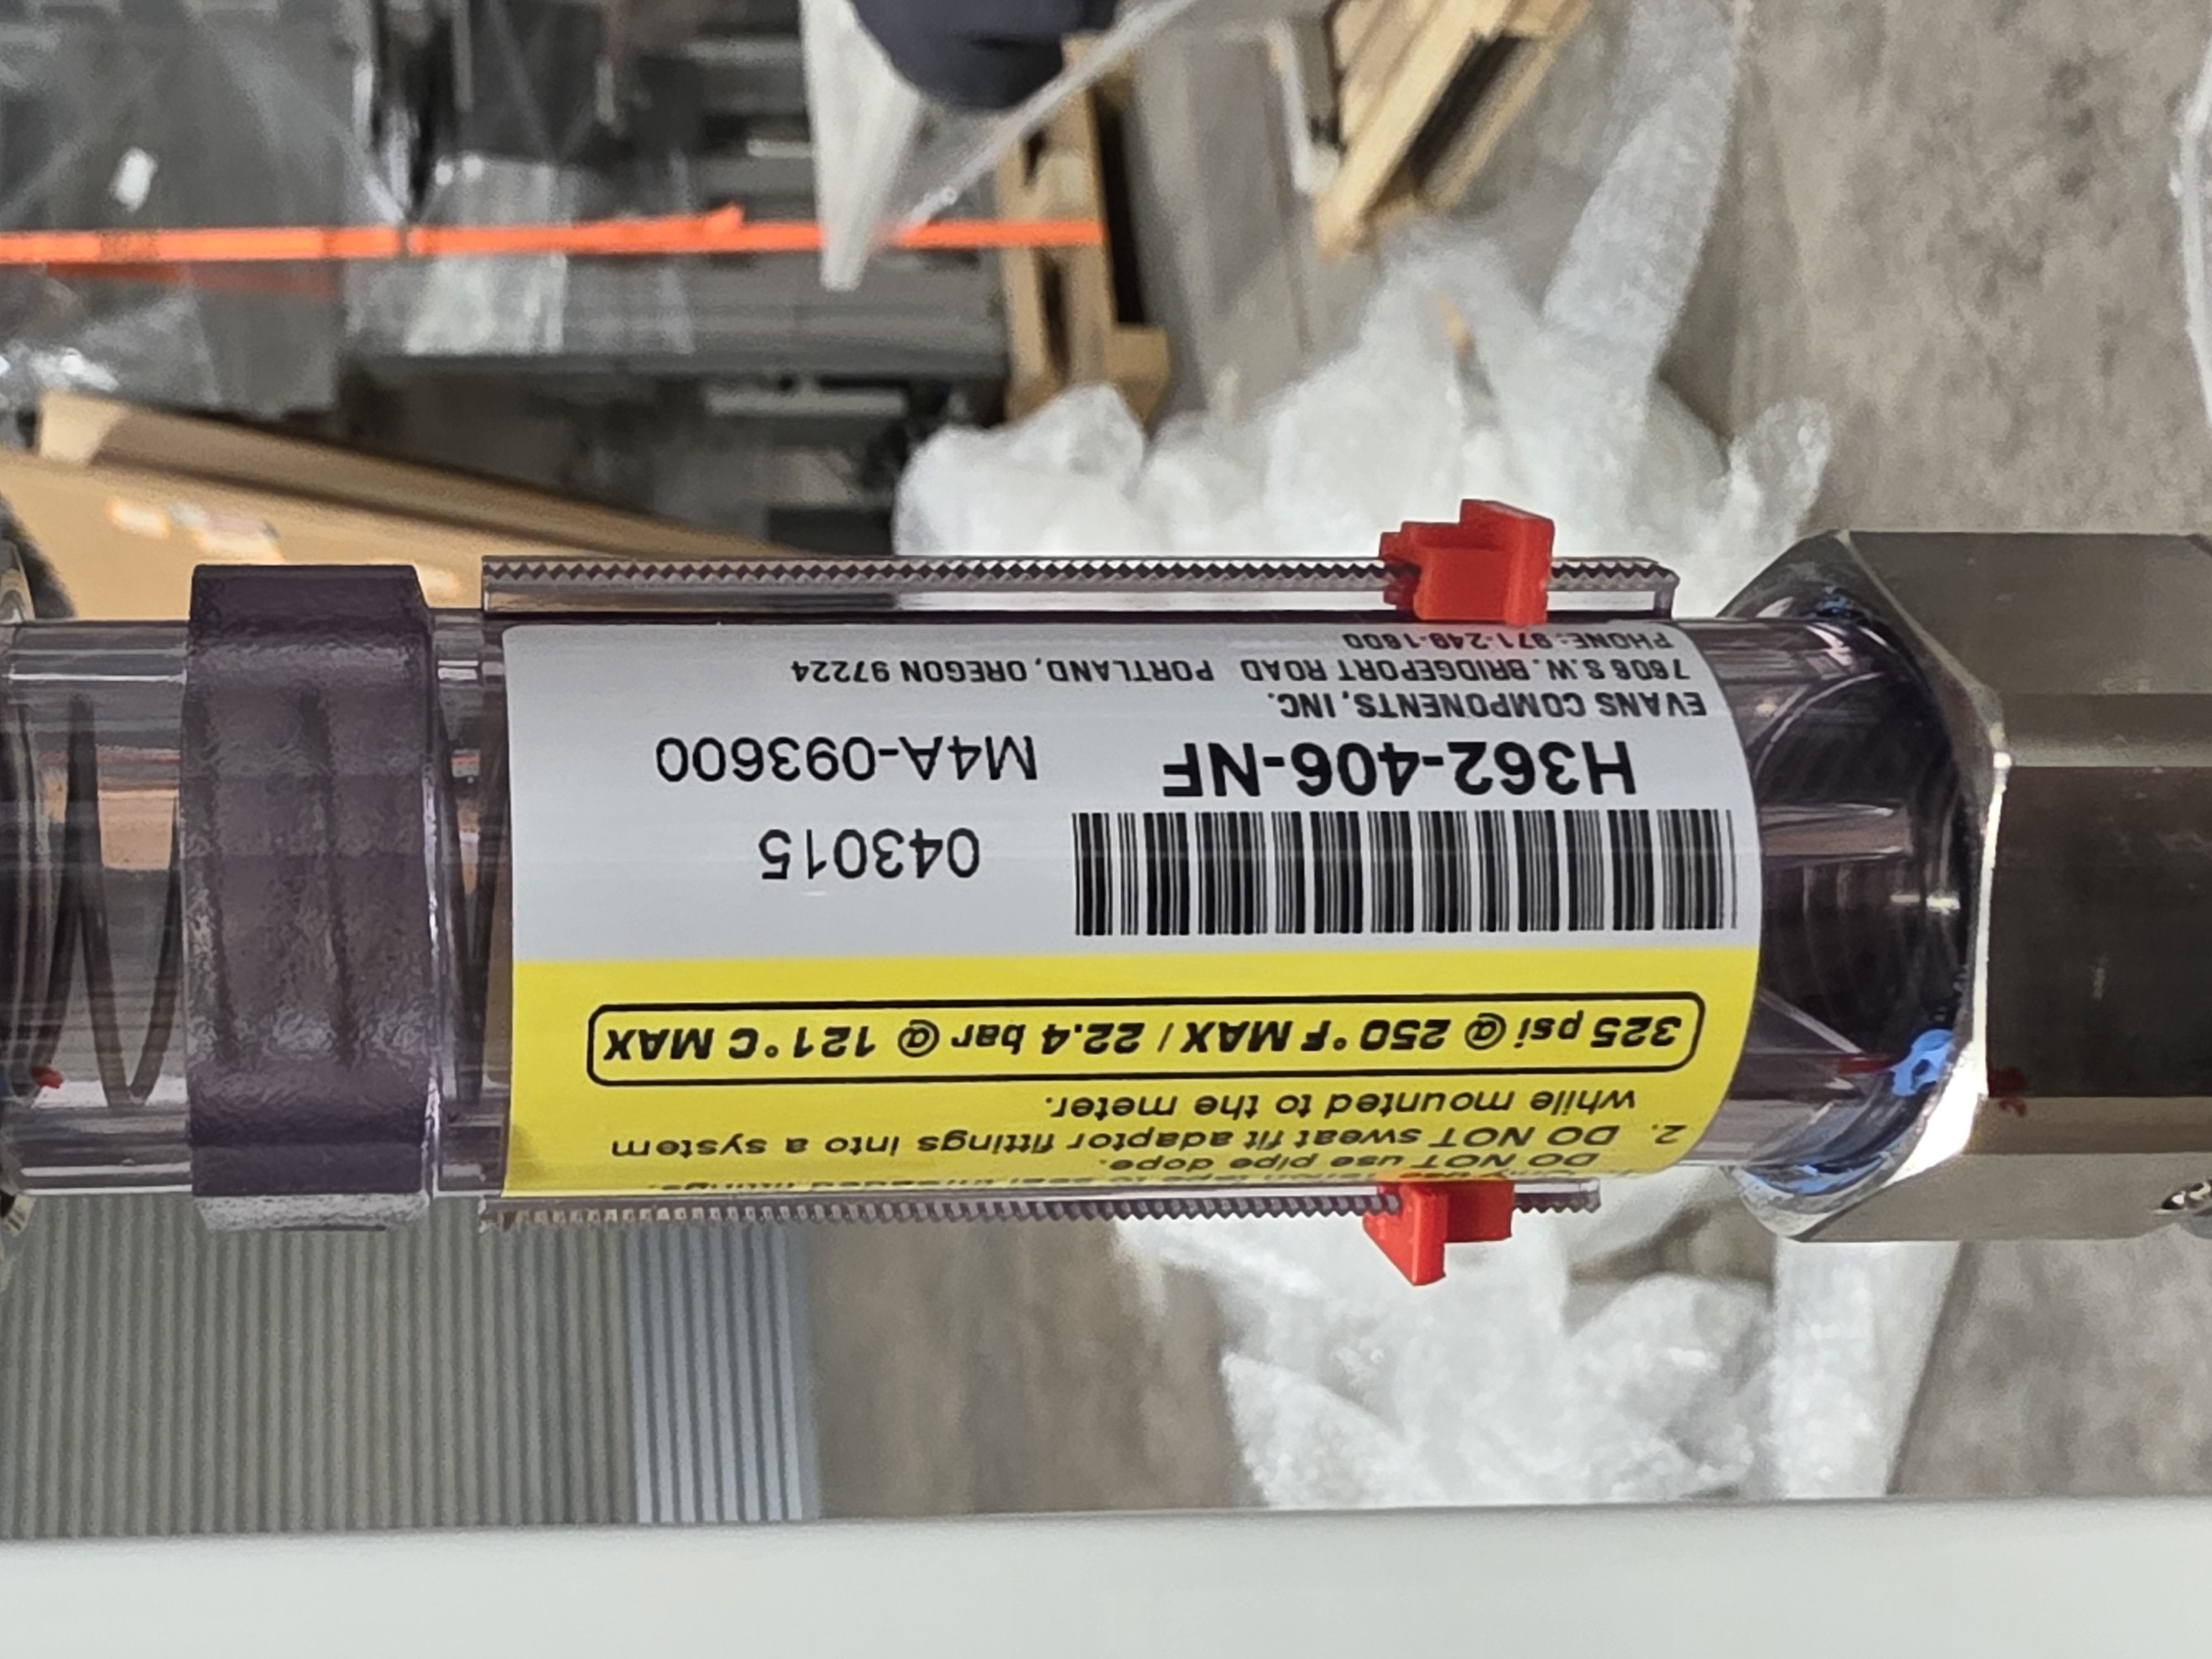 PHONE: 971-249-1600
7606 S.W. BRIDGEPORT ROAD PORTLAND, OREGON 97224
EVANS COMPONENTS, INC.
H362-406-NF M4A-093600
043015
325 psi @ 250°F MAX / 22.4 bar @ 121°C MAX
while mounted to the meter.
2. DO NOT sweat fit adaptor fittings into a system
DO NOT use pipe dope.